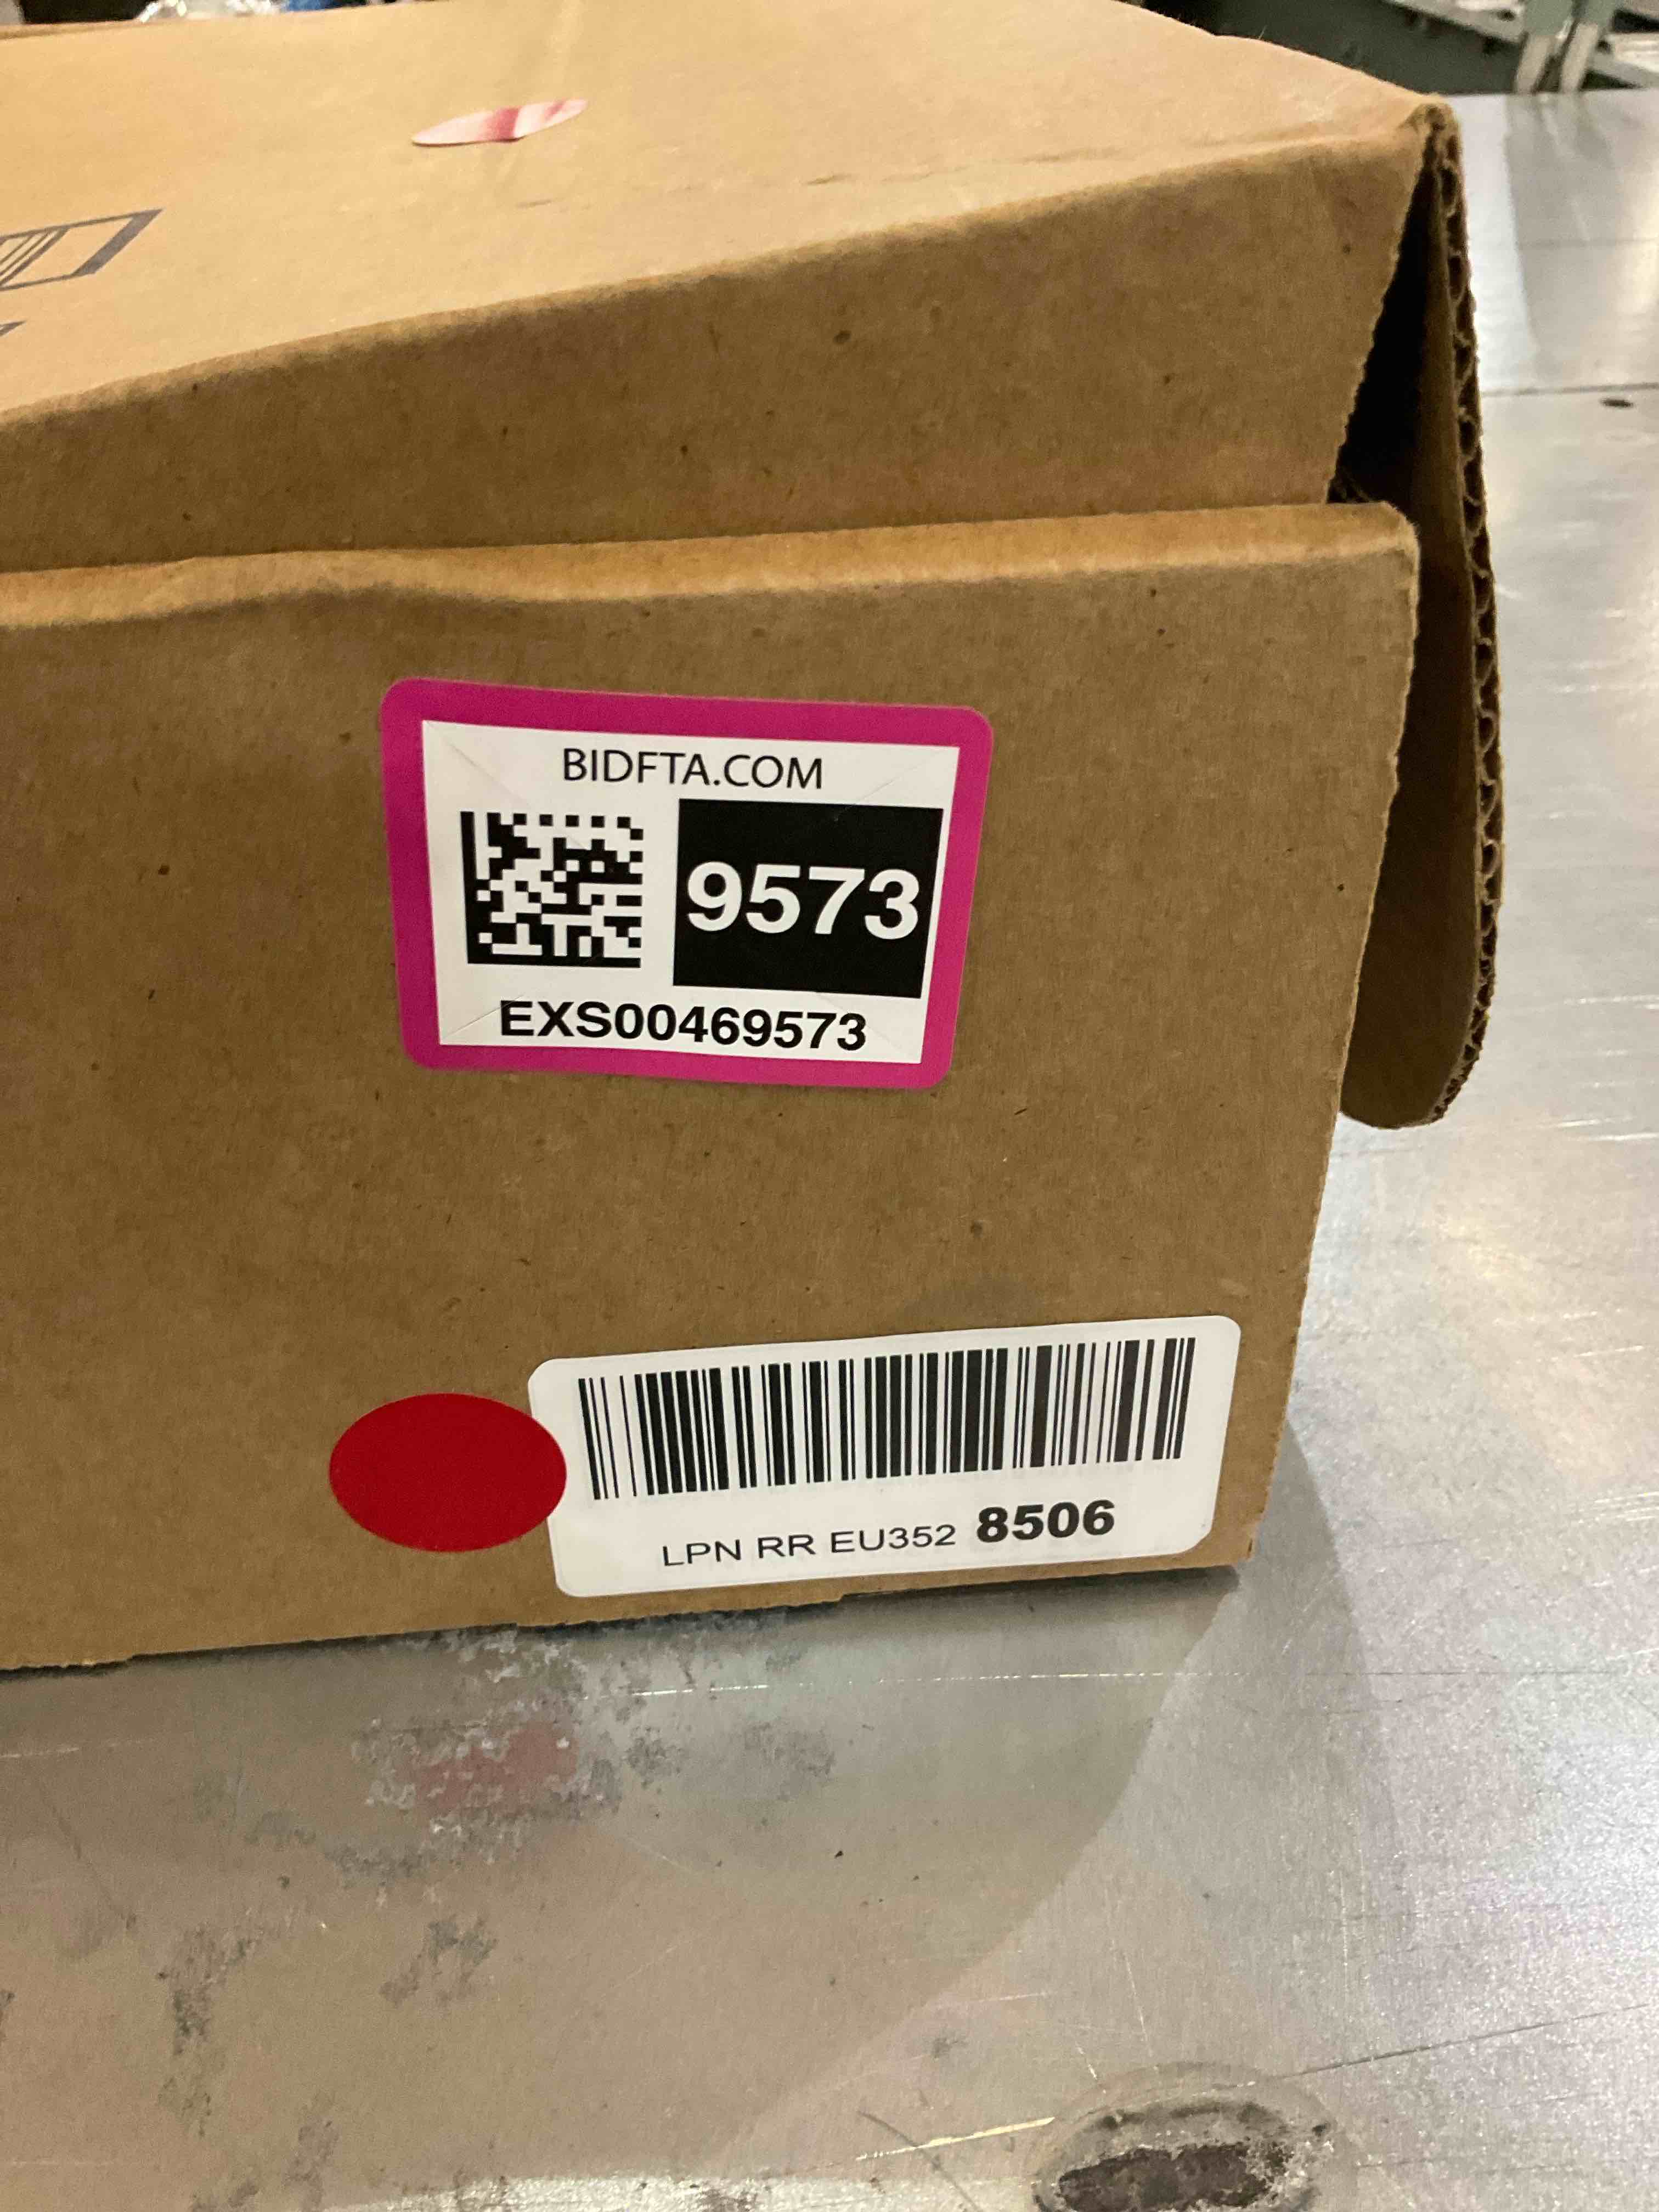 BIDFTA.COM
9573
EXS00469573
LPN RR EU352 8506